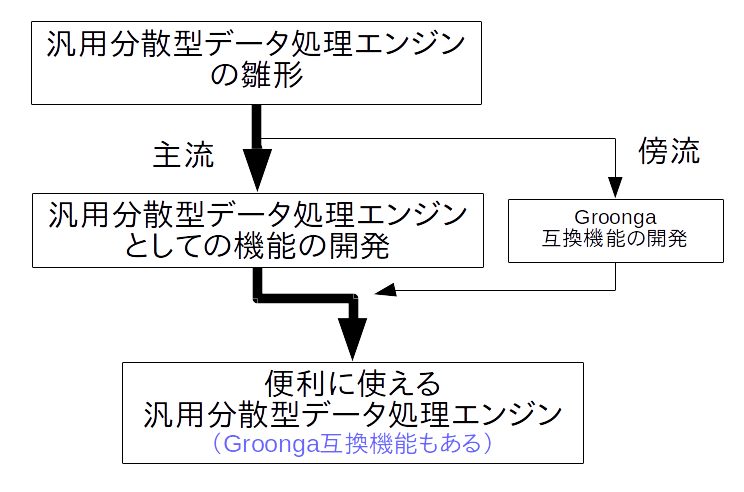 汎用分散型データ処理エンジン
の雛形
主流
傍流
汎用分散型データ処理エンジン
としての機能の開発
Groonga
互換機能の開発
便利に使える
汎用分散型データ処理エンジン
（Groonga互換機能もある）